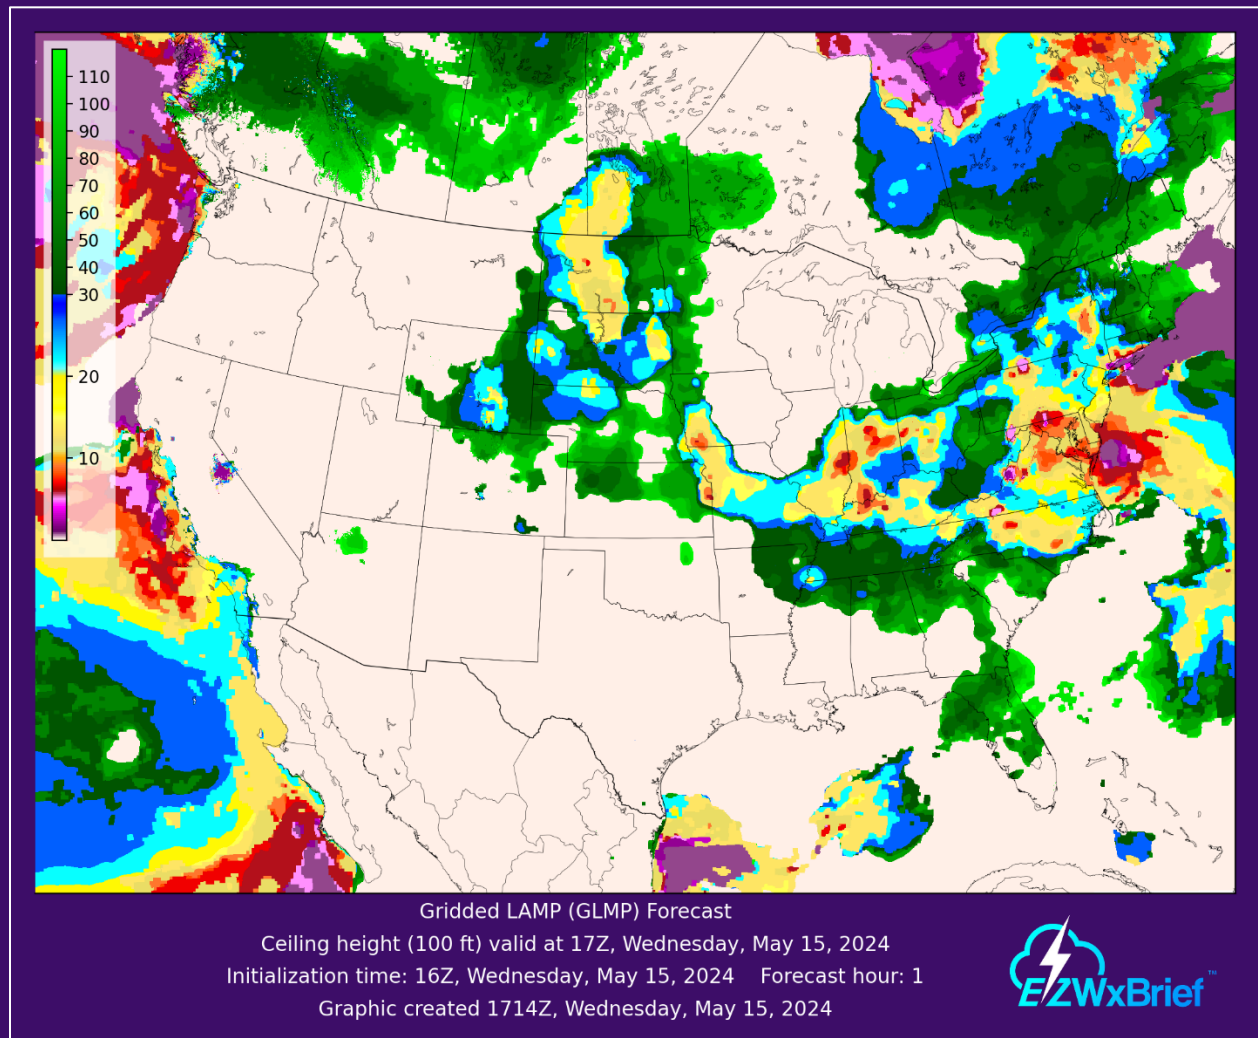 110
100
90
80
70
60
50
40
30
20
10
Gridded LAMP (GLMP) Forecast
Ceiling height (100 ft) valid at 17Z, Wednesday, May 15, 2024
Initialization time: 16Z, Wednesday, May 15, 2024    Forecast hour: 1
Graphic created 1714Z, Wednesday, May 15, 2024
EZWxBrief™